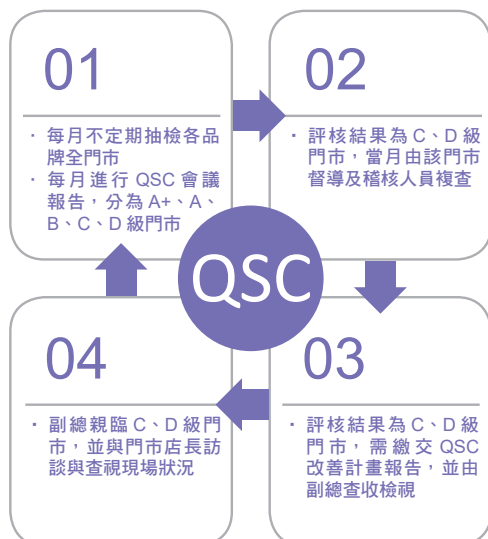 01
· 每月不定期抽檢各品
牌全門市
· 每月進行 QSC 會議
報告，分為 A+、A、
B、C、D 級門市
02
· 評核結果為 C、D 級
門市，當月由該門市
督導及稽核人員複查
QSC
03
· 評核結果為 C、D 級
門市，需繳交 QSC
改善計畫報告，並由
副總查收檢視
04
· 副總親臨 C、D 級門
市，並與門市店長訪
談與查視現場狀況